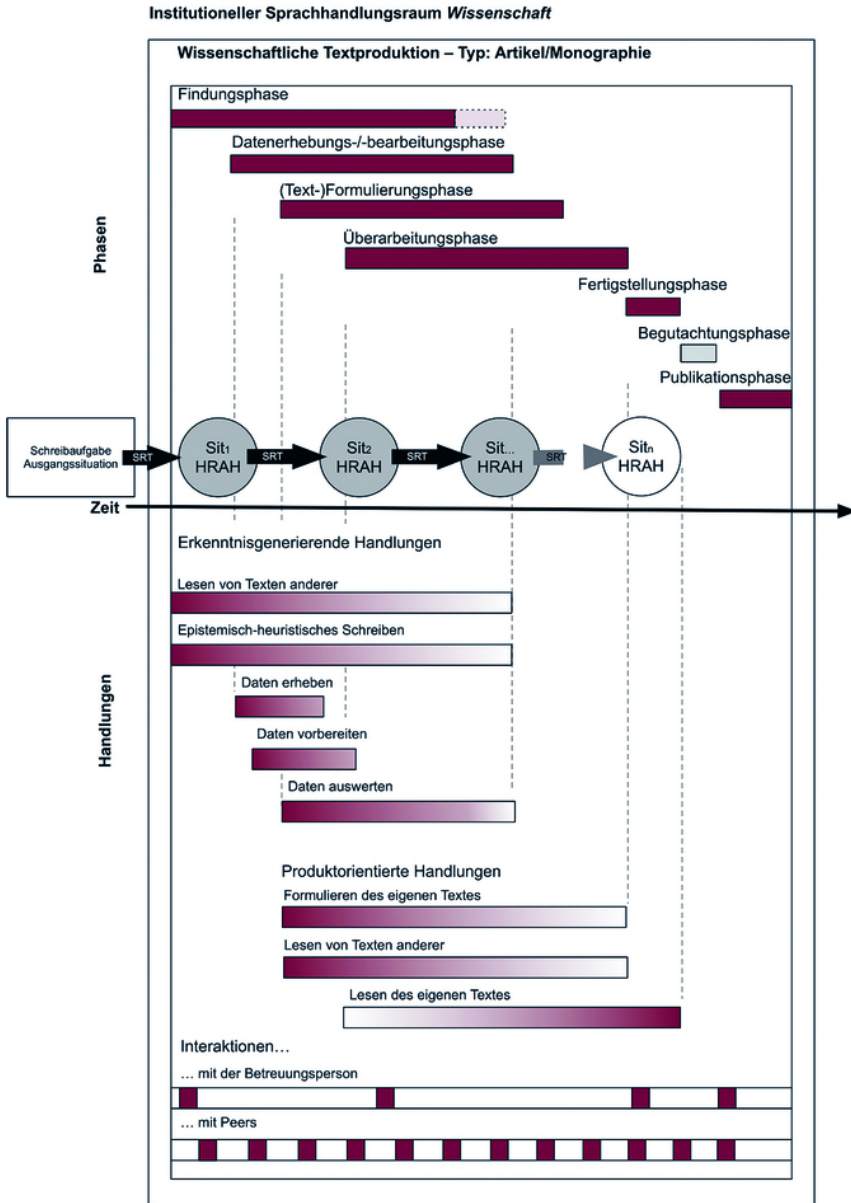 Institutioneller Sprachhandlungsraum Wissenschaft
Wissenschaftliche Textproduktion – Typ: Artikel/Monographie
Findungsphase
Datenerhebungs-/-bearbeitungsphase
(Text-)Formulierungsphase
Überarbeitungsphase
Fertigstellungsphase
Begutachtungsphase
Publikationsphase
Phasen
Schreibaufgabe
Ausgangssituation
SRT
Sit1
HRAH
SRT
Sit2
HRAH
SRT
Sit...
HRAH
SRT
Sitn
HRAH
Zeit
Erkenntnisgenerierende Handlungen
Lesen von Texten anderer
Epistemisch-heuristisches Schreiben
Daten erheben
Daten vorbereiten
Daten auswerten
Handlungen
Produktorientierte Handlungen
Formulieren des eigenen Textes
Lesen von Texten anderer
Lesen des eigenen Textes
Interaktionen…
… mit der Betreuungsperson
… mit Peers